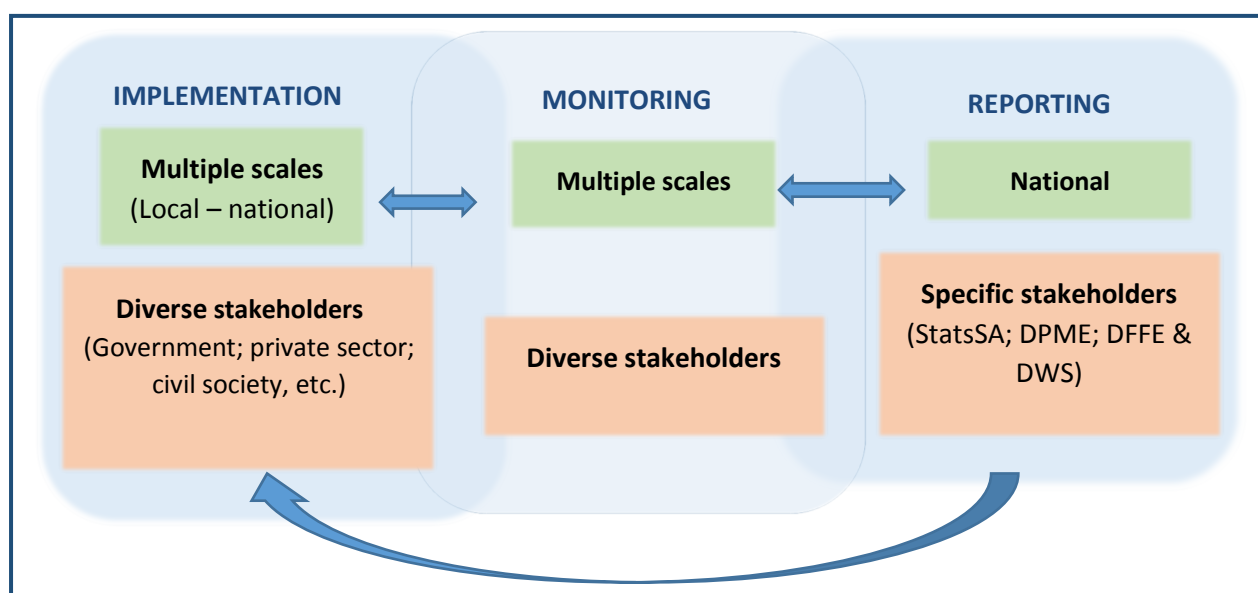 IMPLEMENTATION
Multiple scales
(Local – national)
Diverse stakeholders
(Government; private sector;
civil society, etc.)
MONITORING
Multiple scales
Diverse stakeholders
REPORTING
National
Specific stakeholders
(StatsSA; DPME; DFFE &
DWS)